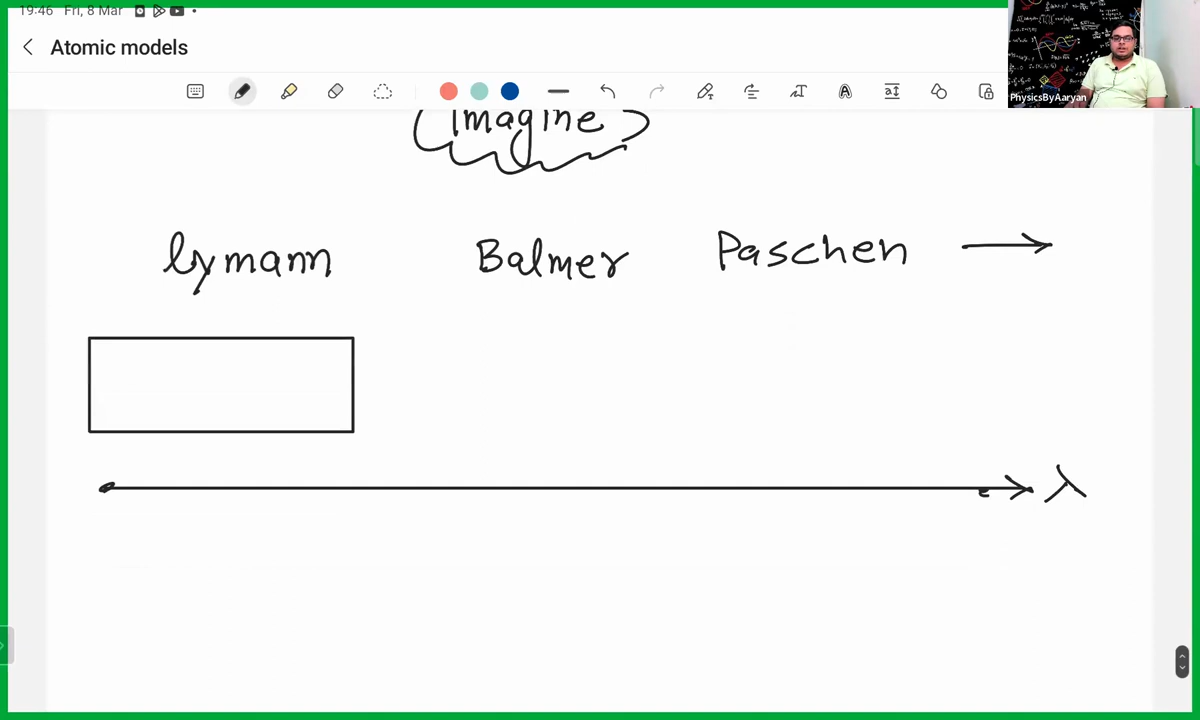 19:46 Fri, 8 Mar
Atomic models
PhysicsByAaryan
(imagine)
lymann Balmer Paschen →
λ